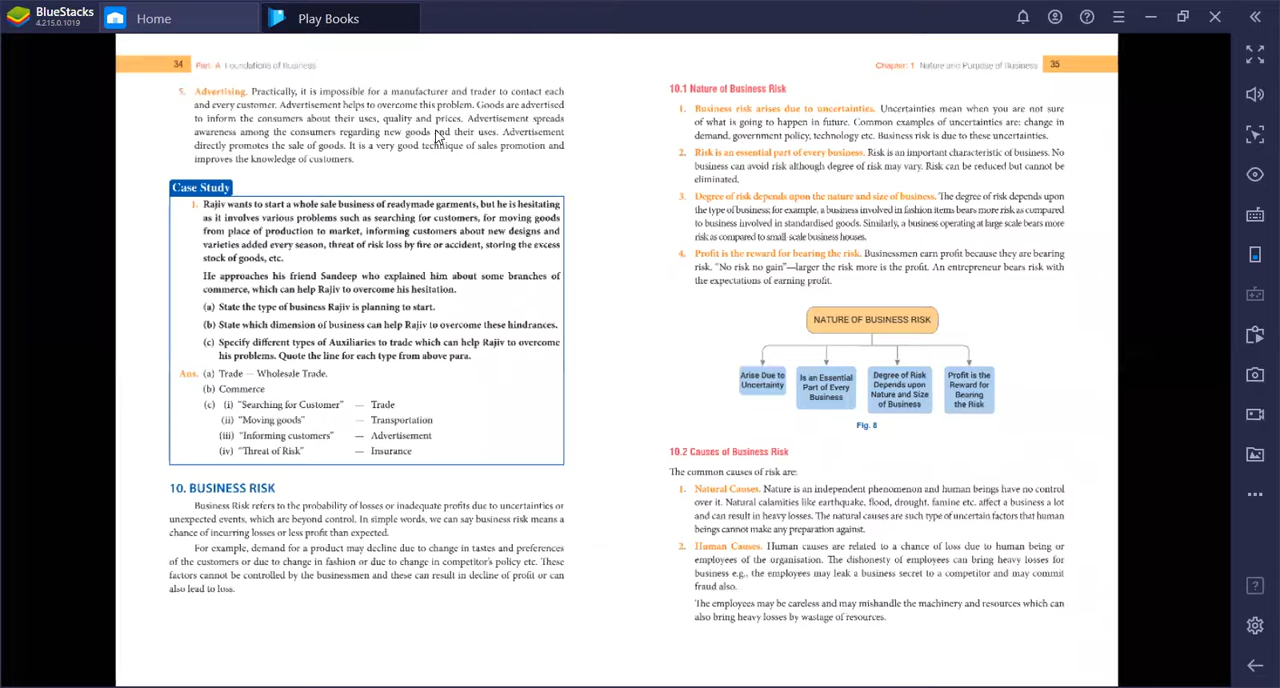 BlueStacks
4.215.0.1019
Home
Play Books
34 Part: A Foundations of Business
5. Advertising. Practically, it is impossible for a manufacturer and trader to contact each
and every customer. Advertisement helps to overcome this problem. Goods are advertised
to inform the consumers about their uses, quality and prices. Advertisement spreads
awareness among the consumers regarding new goods and their uses. Advertisement
directly promotes the sale of goods. It is a very good technique of sales promotion and
improves the knowledge of customers.
Case Study
1. Rajiv wants to start a whole sale business of readymade garments, but he is hesitating
as it involves various problems such as searching for customers, for moving goods
from place of production to market, informing customers about new designs and
varieties added every season, threat of risk loss by fire or accident, storing the excess
stock of goods, etc.
He approaches his friend Sandeep who explained him about some branches of
commerce, which can help Rajiv to overcome his hesitation.
(a) State the type of business Rajiv is planning to start.
(b) State which dimension of business can help Rajiv to overcome these hindrances.
(c) Specify different types of Auxiliaries to trade which can help Rajiv to overcome
his problems. Quote the line for each type from above para.
Ans. (a) Trade — Wholesale Trade.
(b) Commerce
(c) (i) "Searching for Customer" — Trade
(ii) "Moving goods" — Transportation
(iii) "Informing customers" — Advertisement
(iv) "Threat of Risk" — Insurance
10. BUSINESS RISK
Business Risk refers to the probability of losses or inadequate profits due to uncertainties or
unexpected events, which are beyond control. In simple words, we can say business risk means a
chance of incurring losses or less profit than expected.
For example, demand for a product may decline due to change in tastes and preferences
of the customers or due to change in fashion or due to change in competitor's policy etc. These
factors cannot be controlled by the businessmen and these can result in decline of profit or can
also lead to loss.
Chapter: 1 Nature and Purpose of Business 35
10.1 Nature of Business Risk
1. Business risk arises due to uncertainties. Uncertainties mean when you are not sure
of what is going to happen in future. Common examples of uncertainties are: change in
demand, government policy, technology etc. Business risk is due to these uncertainties.
2. Risk is an essential part of every business. Risk is an important characteristic of business. No
business can avoid risk although degree of risk may vary. Risk can be reduced but cannot be
eliminated.
3. Degree of risk depends upon the nature and size of business. The degree of risk depends upon
the type of business; for example, a business involved in fashion items bears more risk as compared
to business involved in standardised goods. Similarly, a business operating at large scale bears more
risk as compared to small-scale business houses.
4. Profit is the reward for bearing the risk. Businessmen earn profit because they are bearing
risk. "No risk no gain"—larger the risk more is the profit. An entrepreneur bears risk with
the expectations of earning profit.
NATURE OF BUSINESS RISK
Arise Due to
Uncertainty
Is an Essential
Part of Every
Business
Degree of Risk
Depends upon
Nature and Size
of Business
Profit is the
Reward for
Bearing
the Risk
Fig. 8
10.2 Causes of Business Risk
The common causes of risk are:
1. Natural Causes. Nature is an independent phenomenon and human beings have no control
over it. Natural calamities like earthquake, flood, drought, famine etc. affect a business a lot
and can result in heavy losses. The natural causes are such type of uncertain factors that human
beings cannot make any preparation against.
2. Human Causes. Human causes are related to a chance of loss due to human being or
employees of the organisation. The dishonesty of employees can bring heavy losses for
business e.g., the employees may leak a business secret to a competitor and may commit
fraud also.
The employees may be careless and may mishandle the machinery and resources which can
also bring heavy losses by wastage of resources.